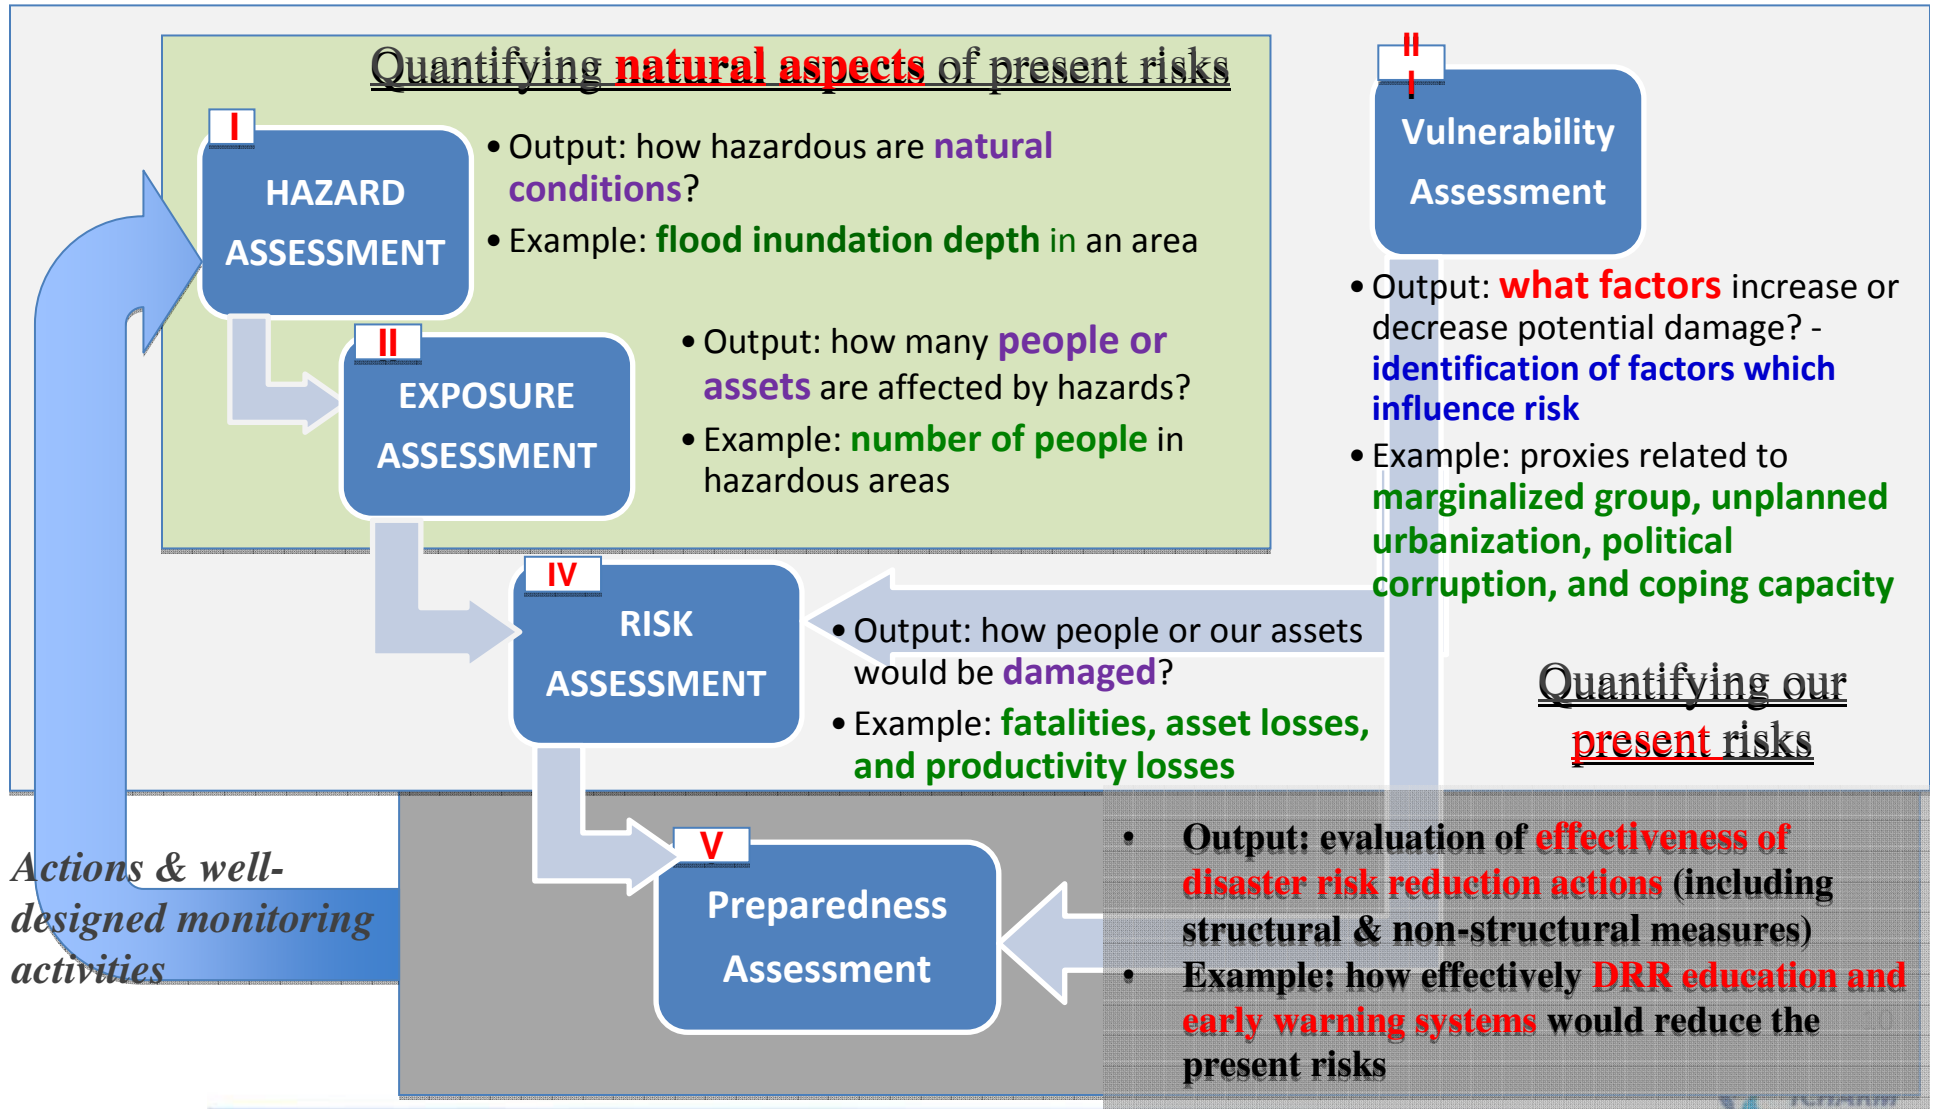 Quantifying natural aspects of present risks
I
HAZARD
ASSESSMENT
• Output: how hazardous are natural
conditions?
• Example: flood inundation depth in an area
II
EXPOSURE
ASSESSMENT
• Output: how many people or
assets are affected by hazards?
• Example: number of people in
hazardous areas
II
I
Vulnerability
Assessment
• Output: what factors increase or
decrease potential damage? -
identification of factors which
influence risk
• Example: proxies related to
marginalized group, unplanned
urbanization, political
corruption, and coping capacity
IV
RISK
ASSESSMENT
• Output: how people or our assets
would be damaged?
• Example: fatalities, asset losses,
and productivity losses
Quantifying our
present risks
V
Preparedness
Assessment
• Output: evaluation of effectiveness of
disaster risk reduction actions (including
structural & non-structural measures)
• Example: how effectively DRR education and
early warning systems would reduce the
present risks
Actions & well-
designed monitoring
activities
10